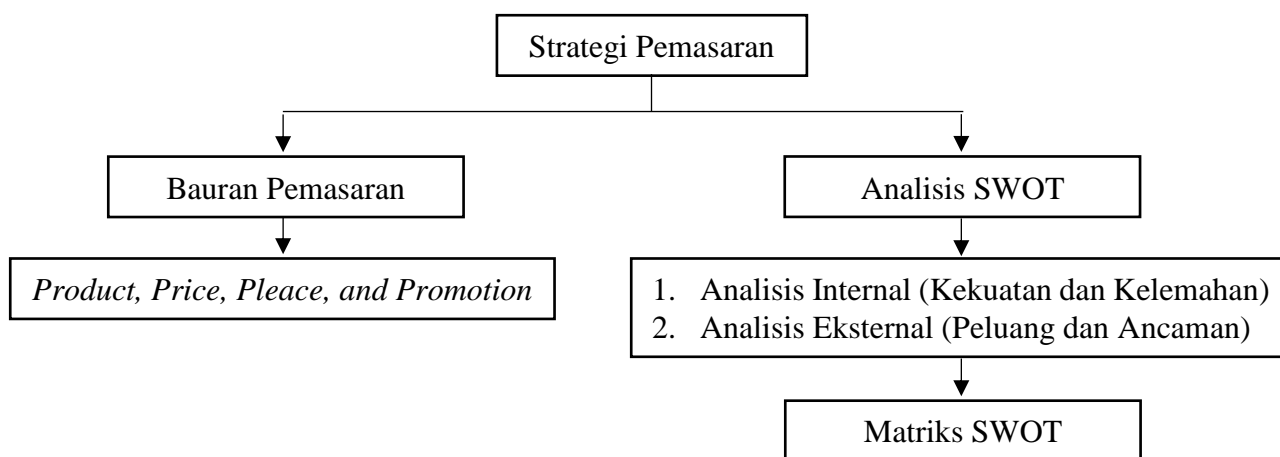 Strategi Pemasaran
Bauran Pemasaran
Analisis SWOT
Product, Price, Pleace, and Promotion
1. Analisis Internal (Kekuatan dan Kelemahan)
2. Analisis Eksternal (Peluang dan Ancaman)
Matriks SWOT